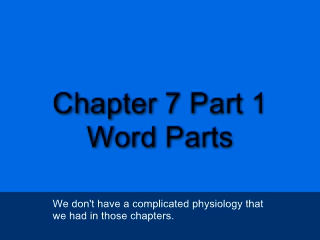 Chapter 7 Part 1
Word Parts
We don't have a complicated physiology that
we had in those chapters.